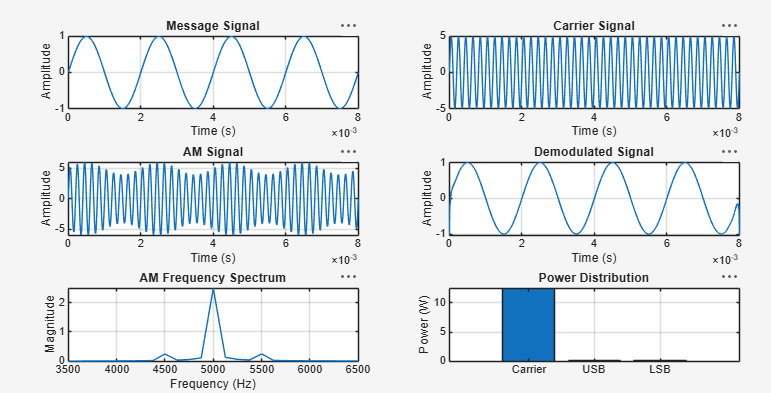 Message Signal
1
0
-1
Amplitude
0 2 4 6 8
Time (s)
×10⁻³
Carrier Signal
5
0
-5
Amplitude
0 2 4 6 8
Time (s)
×10⁻³
AM Signal
5
0
-5
Amplitude
0 2 4 6 8
Time (s)
×10⁻³
Demodulated Signal
1
0
-1
Amplitude
0 2 4 6 8
Time (s)
×10⁻³
AM Frequency Spectrum
2
1
0
Magnitude
3500 4000 4500 5000 5500 6000 6500
Frequency (Hz)
Power Distribution
10
5
0
Power (W)
Carrier USB LSB